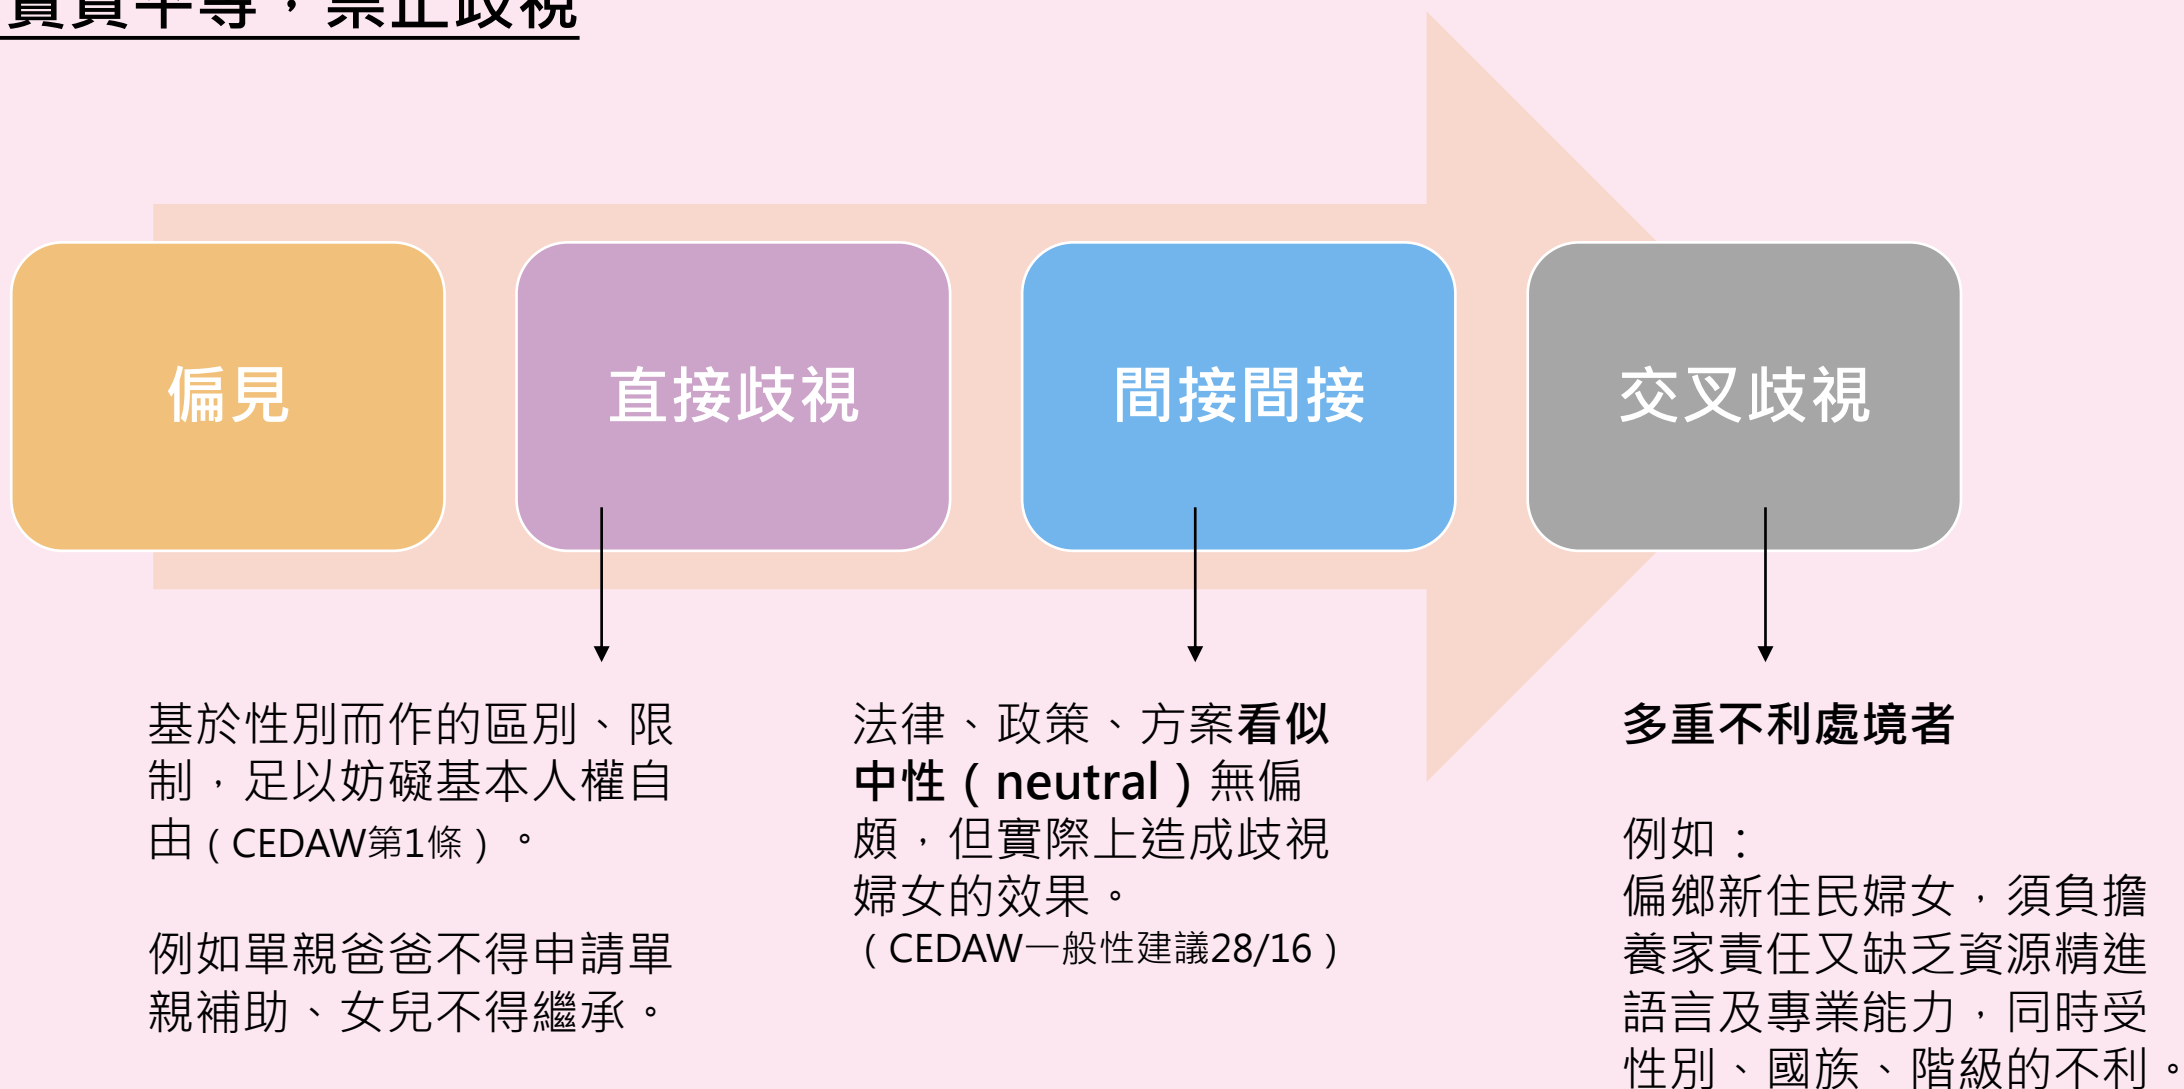 實質平等，禁止歧視
偏見
直接歧視
間接間接
交叉歧視
基於性別而作的區別、限
制，足以妨礙基本人權自
由（CEDAW第1條）。
例如單親爸爸不得申請單
親補助、女兒不得繼承。
法律、政策、方案看似
中性（neutral）無偏
頗，但實際上造成歧視
婦女的效果。
（CEDAW一般性建議28/16）
多重不利處境者
例如：
偏鄉新住民婦女，須負擔
養家責任又缺乏資源精進
語言及專業能力，同時受
性別、國族、階級的不利。